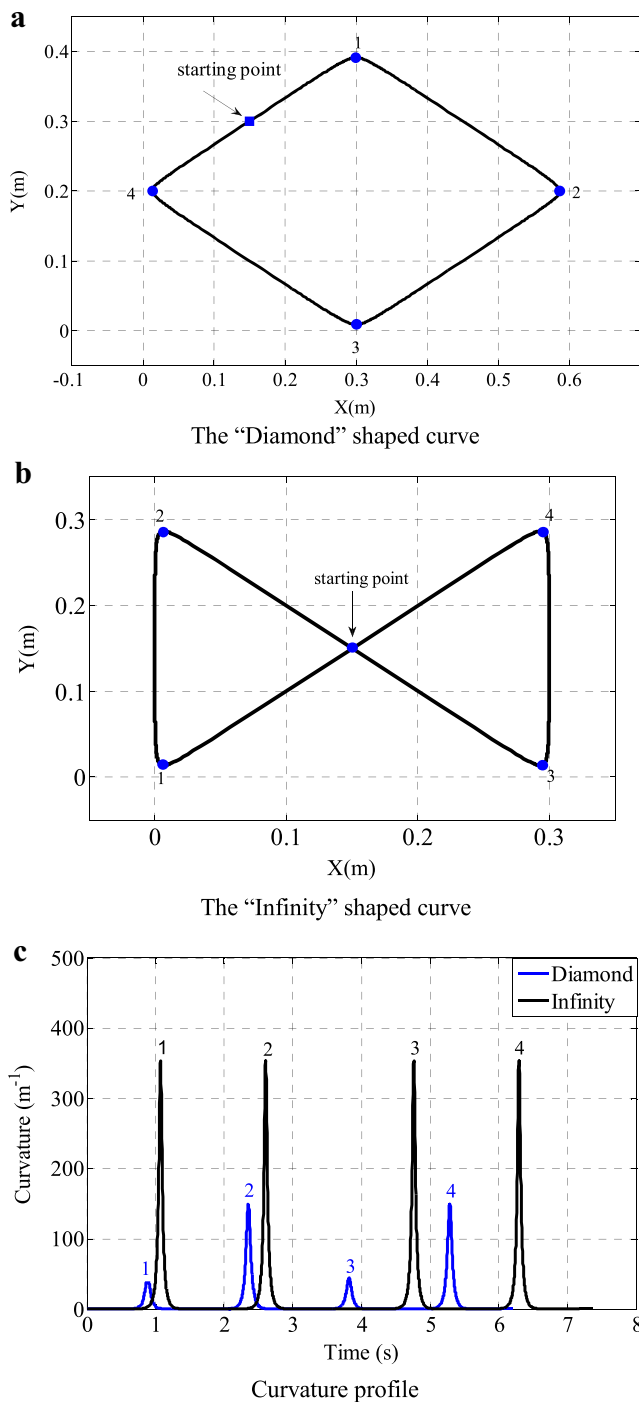 a
1
0.4
starting point
0.3
Y(m)
4
0.2
2
0.1
0
3
-0.1 0 0.1 0.2 0.3 0.4 0.5 0.6
X(m)
The “Diamond” shaped curve
b
2 4
0.3
starting point
0.2
Y(m)
0.1
0
1 3
0 0.1 0.2 0.3
X(m)
The “Infinity” shaped curve
c
500
Diamond
Infinity
400
1 2 3 4
300
Curvature (m⁻¹)
200
2 4
100
1 3
0
0 1 2 3 4 5 6 7 8
Time (s)
Curvature profile